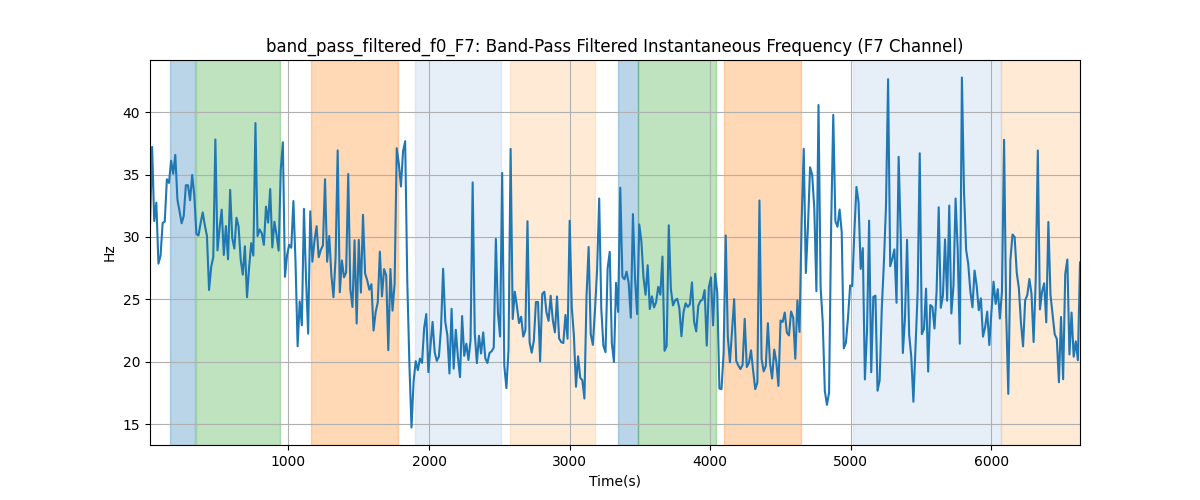 band_pass_filtered_f0_F7: Band-Pass Filtered Instantaneous Frequency (F7 Channel)
40
35
30
25
20
15
Hz
1000 2000 3000 4000 5000 6000
Time(s)